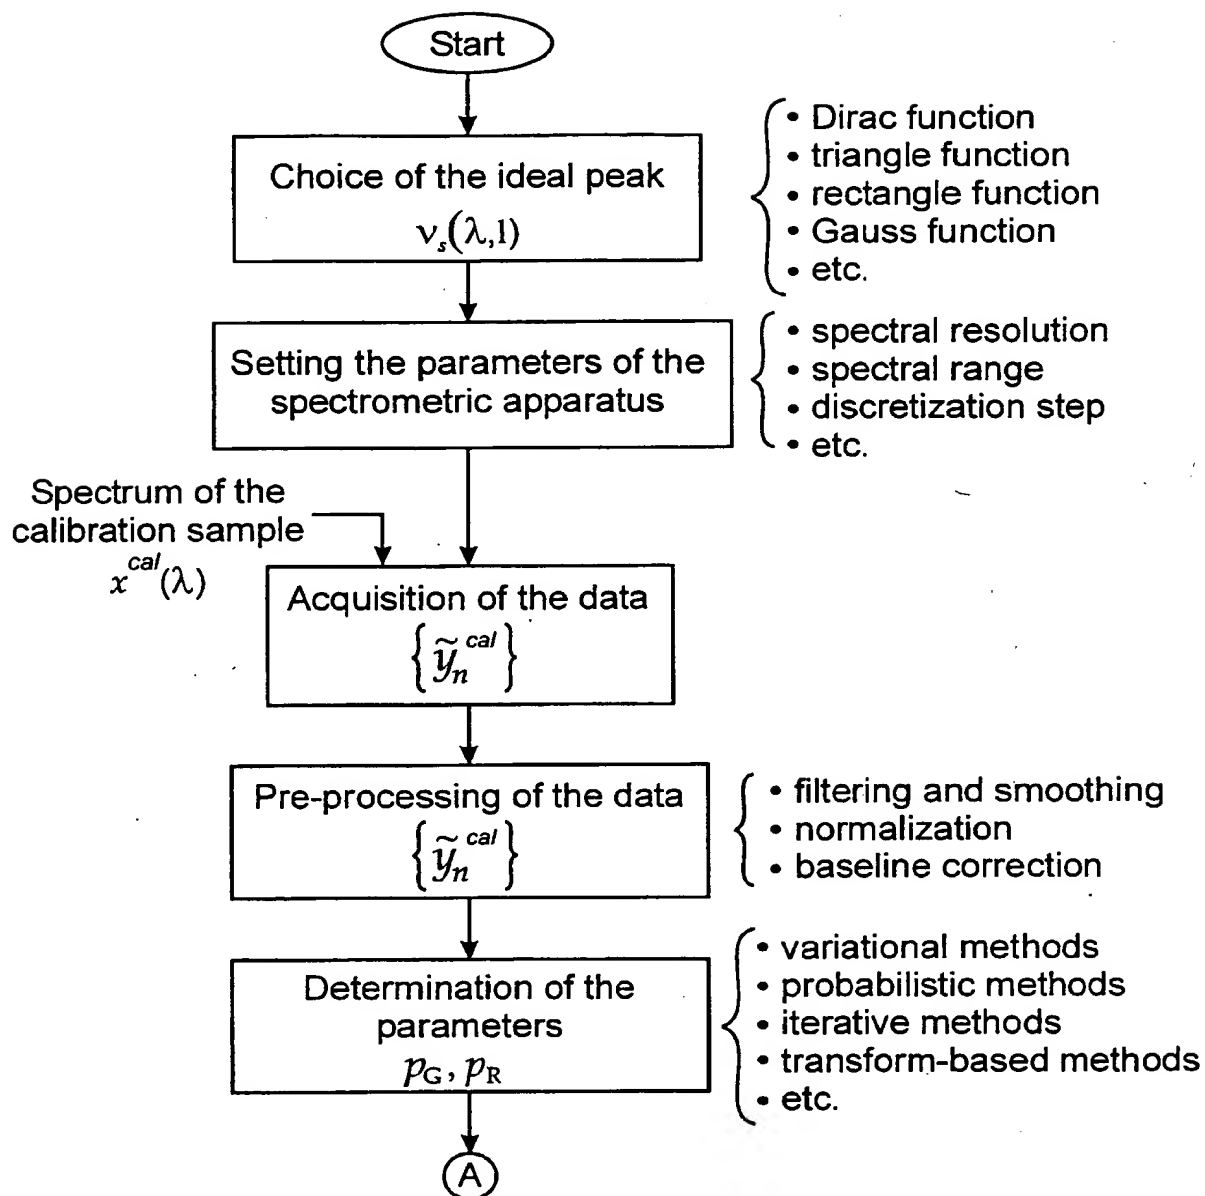 Start
Choice of the ideal peak
νₛ(λ,1)
• Dirac function
• triangle function
• rectangle function
• Gauss function
• etc.
Setting the parameters of the
spectrometric apparatus
• spectral resolution
• spectral range
• discretization step
• etc.
Spectrum of the
calibration sample
x^cal(λ)
Acquisition of the data
{ỹₙ^cal}
Pre-processing of the data
{ỹₙ^cal}
• filtering and smoothing
• normalization
• baseline correction
Determination of the
parameters
p_G, p_R
• variational methods
• probabilistic methods
• iterative methods
• transform-based methods
• etc.
A